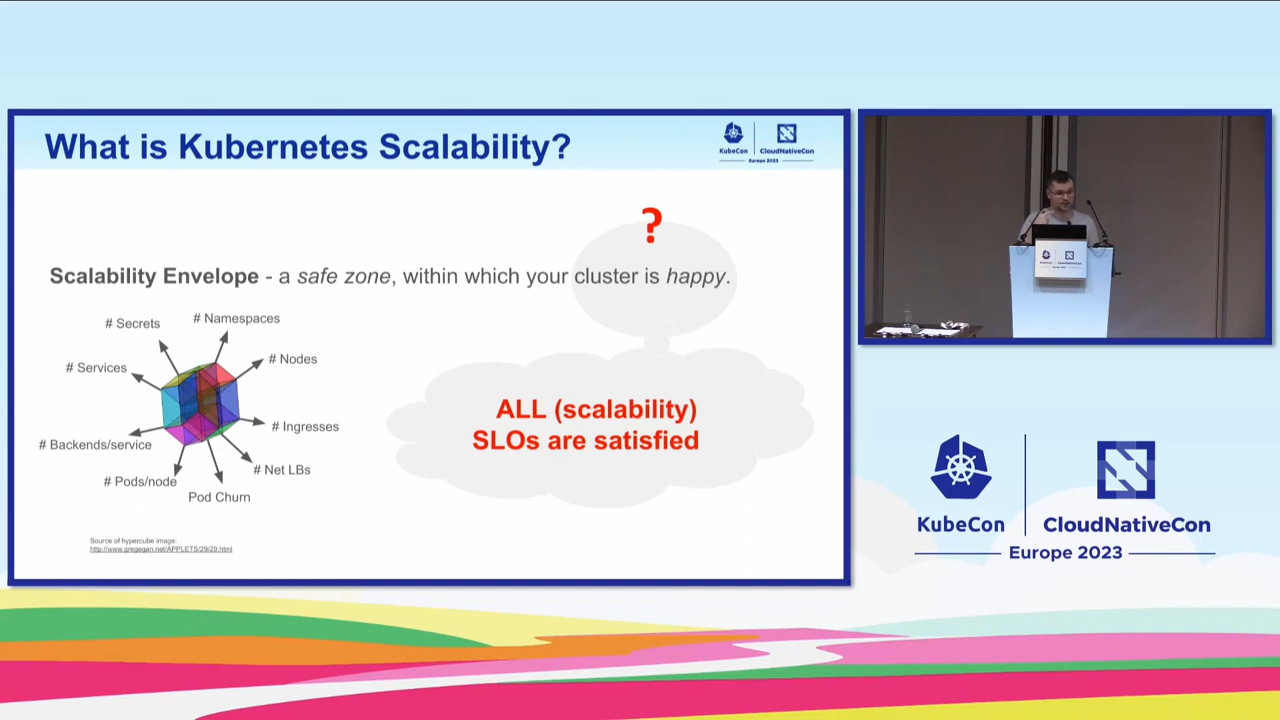 What is Kubernetes Scalability?
KubeCon
CloudNativeCon
Europe 2023
?
Scalability Envelope - a safe zone, within which your cluster is happy.
# Secrets
# Namespaces
# Services
# Nodes
# Backends/service
# Ingresses
# Pods/node
# Net LBs
Pod Churn
ALL (scalability)
SLOs are satisfied
Source of hypercube image:
http://www.gregegan.net/APPLETS/29/29.html
KubeCon
CloudNativeCon
Europe 2023